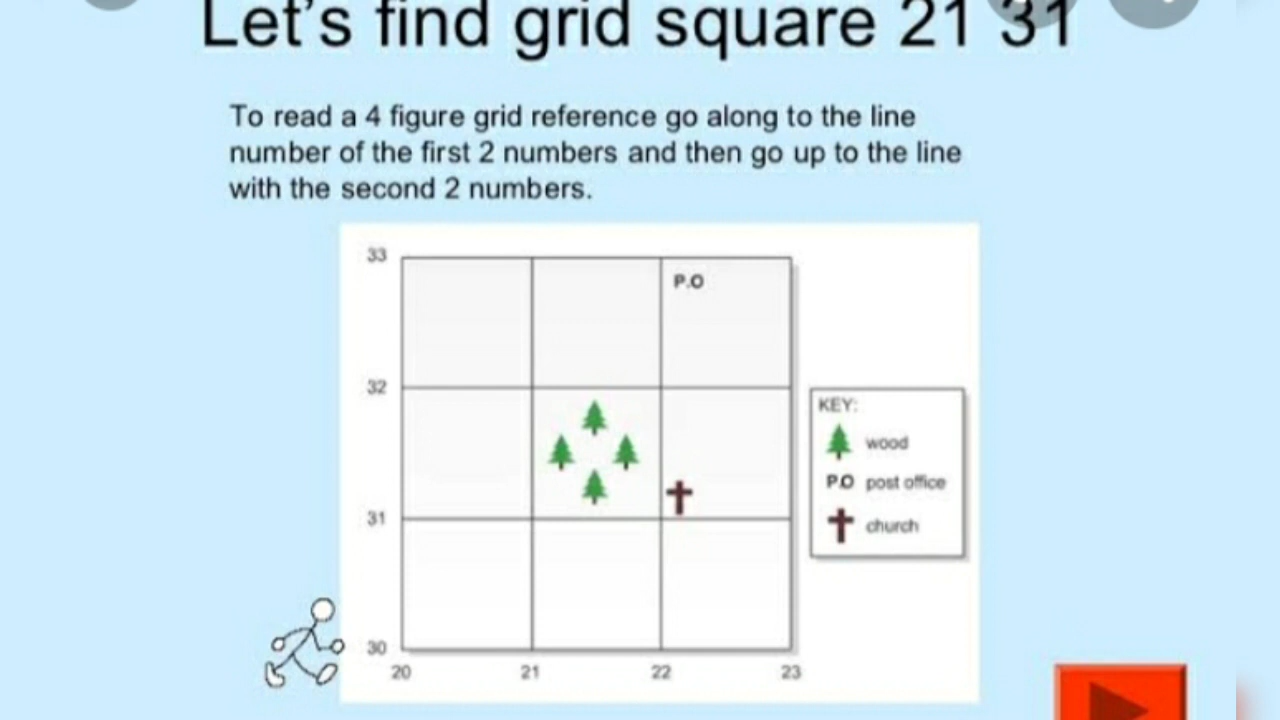 Let's find grid square 21 31
To read a 4 figure grid reference go along to the line
number of the first 2 numbers and then go up to the line
with the second 2 numbers.
33
P.O
32
KEY:
wood
P.O post office
31
church
30
20 21 22 23